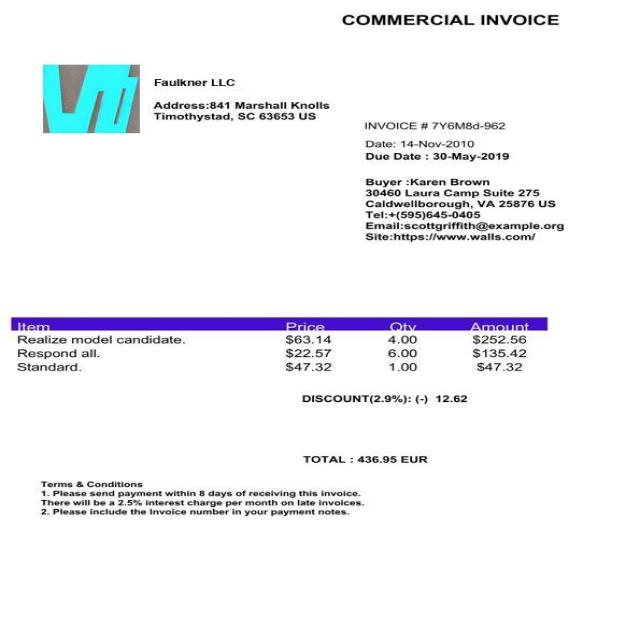 COMMERCIAL INVOICE
Faulkner LLC
Address:841 Marshall Knolls
Timothystad, SC 63653 US
INVOICE # 7Y6M8d-962
Date: 14-Nov-2010
Due Date : 30-May-2019
Buyer :Karen Brown
30460 Laura Camp Suite 275
Caldwellborough, VA 25876 US
Tel:+(595)645-0405
Email:scottgriffith@example.org
Site:https://www.walls.com/
Item Price Qty Amount
Realize model candidate. $63.14 4.00 $252.56
Respond all. $22.57 6.00 $135.42
Standard. $47.32 1.00 $47.32
DISCOUNT(2.9%): (-) 12.62
TOTAL : 436.95 EUR
Terms & Conditions
1. Please send payment within 8 days of receiving this invoice.
There will be a 2.5% interest charge per month on late invoices.
2. Please include the Invoice number in your payment notes.